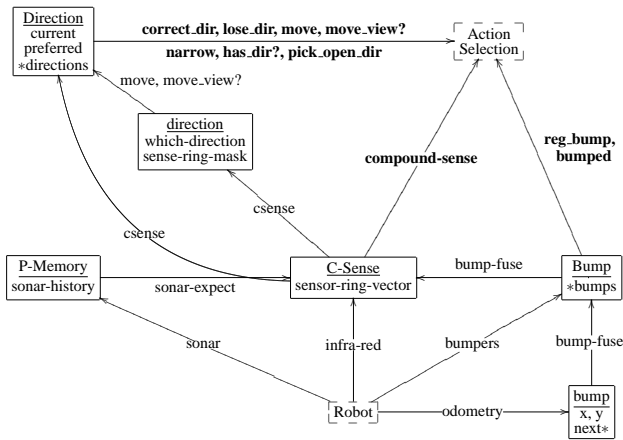 Direction
current
preferred
*directions
correct_dir, lose_dir, move, move_view?
narrow, has_dir?, pick_open_dir
Action
Selection
move, move_view?
direction
which-direction
sense-ring-mask
compound-sense
reg_bump,
bumped
csense
csense
P-Memory
sonar-history
sonar-expect
C-Sense
sensor-ring-vector
bump-fuse
Bump
*bumps
sonar
infra-red
bumpers
bump-fuse
Robot
odometry
bump
x, y
next*